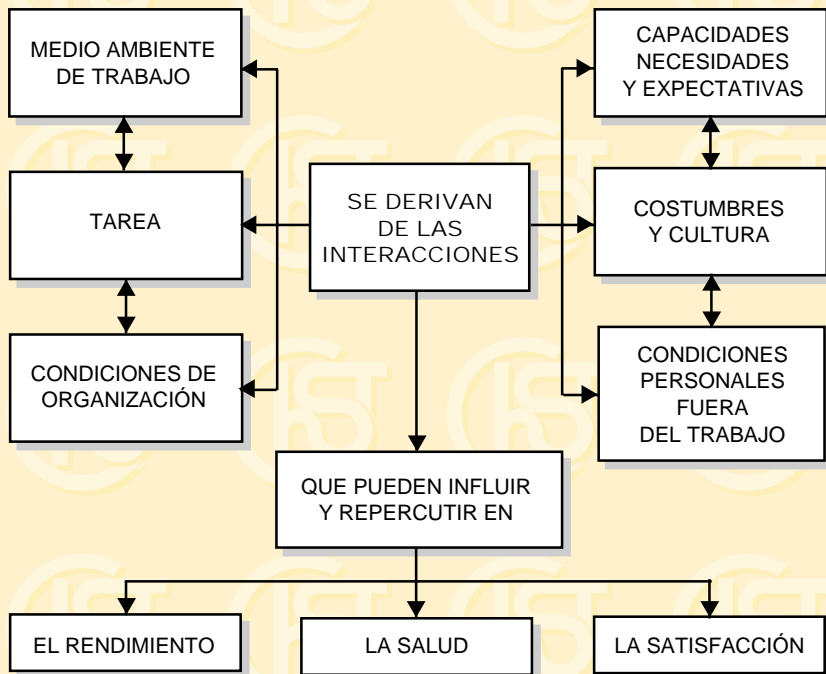 MEDIO AMBIENTE
DE TRABAJO
TAREA
CONDICIONES DE
ORGANIZACIÓN
SE DERIVAN
DE LAS
INTERACCIONES
CAPACIDADES
NECESIDADES
Y EXPECTATIVAS
COSTUMBRES
Y CULTURA
CONDICIONES
PERSONALES
FUERA
DEL TRABAJO
QUE PUEDEN INFLUIR
Y REPERCUTIR EN
EL RENDIMIENTO
LA SALUD
LA SATISFACCIÓN